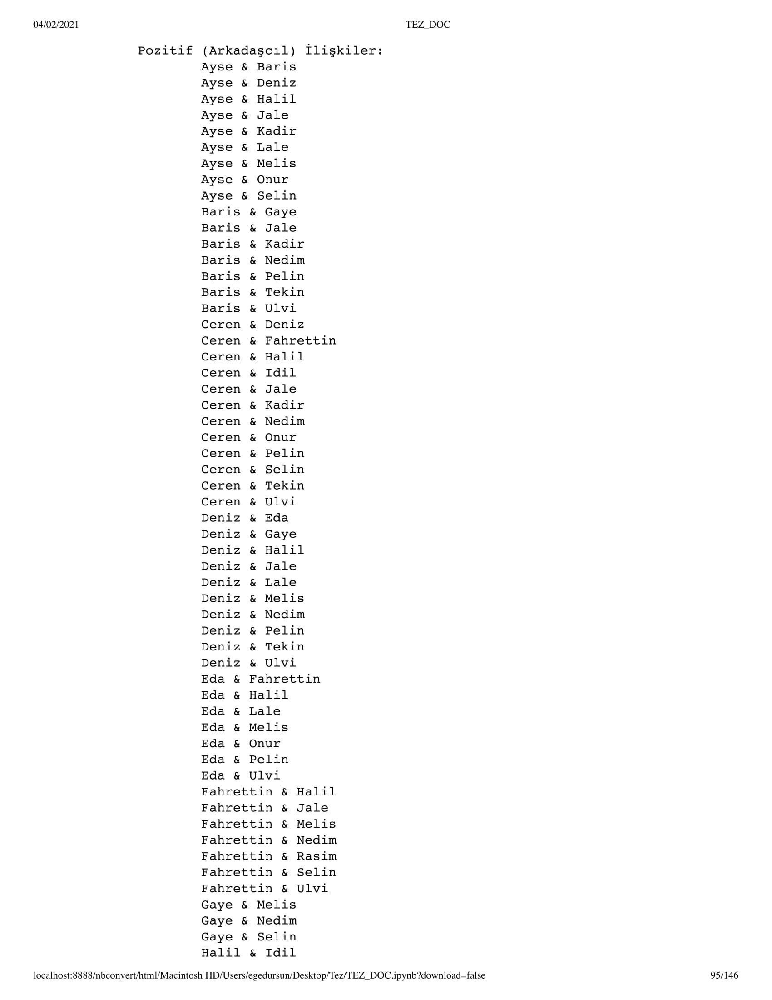 04/02/2021 TEZ_DOC
Pozitif (Arkadaşcıl) İlişkiler:
Ayse & Baris
Ayse & Deniz
Ayse & Halil
Ayse & Jale
Ayse & Kadir
Ayse & Lale
Ayse & Melis
Ayse & Onur
Ayse & Selin
Baris & Gaye
Baris & Jale
Baris & Kadir
Baris & Nedim
Baris & Pelin
Baris & Tekin
Baris & Ulvi
Ceren & Deniz
Ceren & Fahrettin
Ceren & Halil
Ceren & Idil
Ceren & Jale
Ceren & Kadir
Ceren & Nedim
Ceren & Onur
Ceren & Pelin
Ceren & Selin
Ceren & Tekin
Ceren & Ulvi
Deniz & Eda
Deniz & Gaye
Deniz & Halil
Deniz & Jale
Deniz & Lale
Deniz & Melis
Deniz & Nedim
Deniz & Pelin
Deniz & Tekin
Deniz & Ulvi
Eda & Fahrettin
Eda & Halil
Eda & Lale
Eda & Melis
Eda & Onur
Eda & Pelin
Eda & Ulvi
Fahrettin & Halil
Fahrettin & Jale
Fahrettin & Melis
Fahrettin & Nedim
Fahrettin & Rasim
Fahrettin & Selin
Fahrettin & Ulvi
Gaye & Melis
Gaye & Nedim
Gaye & Selin
Halil & Idil
localhost:8888/nbconvert/html/Macintosh HD/Users/egedursun/Desktop/Tez/TEZ_DOC.ipynb?download=false 95/146